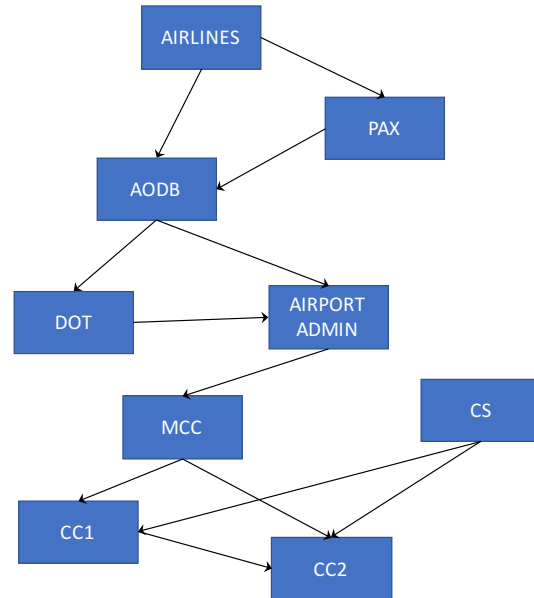 AIRLINES
PAX
AODB
DOT
AIRPORT
ADMIN
MCC
CS
CC1
CC2